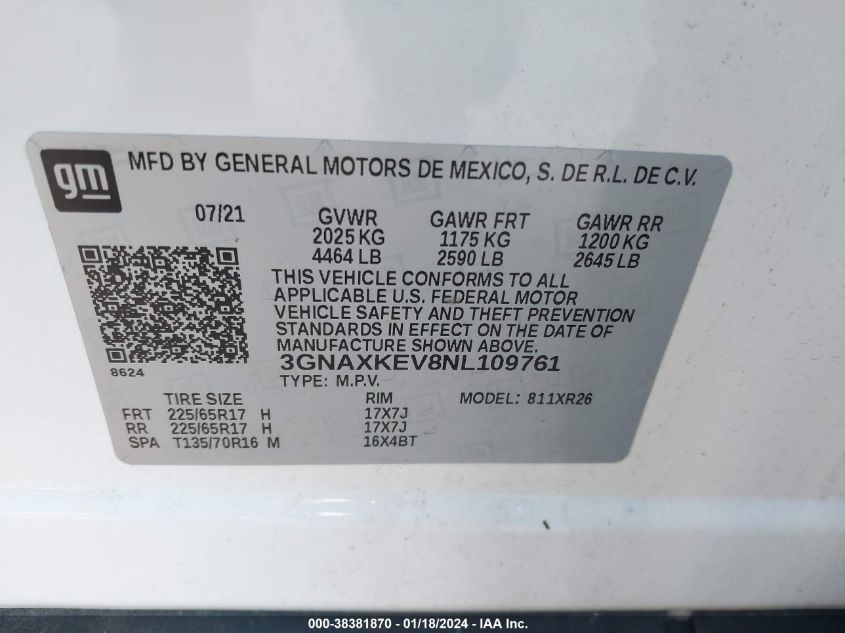 gm
MFD BY GENERAL MOTORS DE MEXICO, S. DE R.L. DE C.V.
07/21 GVWR GAWR FRT GAWR RR
2025 KG 1175 KG 1200 KG
4464 LB 2590 LB 2645 LB
THIS VEHICLE CONFORMS TO ALL
APPLICABLE U.S. FEDERAL MOTOR
VEHICLE SAFETY AND THEFT PREVENTION
STANDARDS IN EFFECT ON THE DATE OF
MANUFACTURE SHOWN ABOVE.
8624 3GNAXKEV8NL109761
TYPE: M.P.V.
TIRE SIZE RIM MODEL: 811XR26
FRT 225/65R17 H 17X7J
RR 225/65R17 H 17X7J
SPA T135/70R16 M 16X4BT
000-38381870 - 01/18/2024 - IAA Inc.